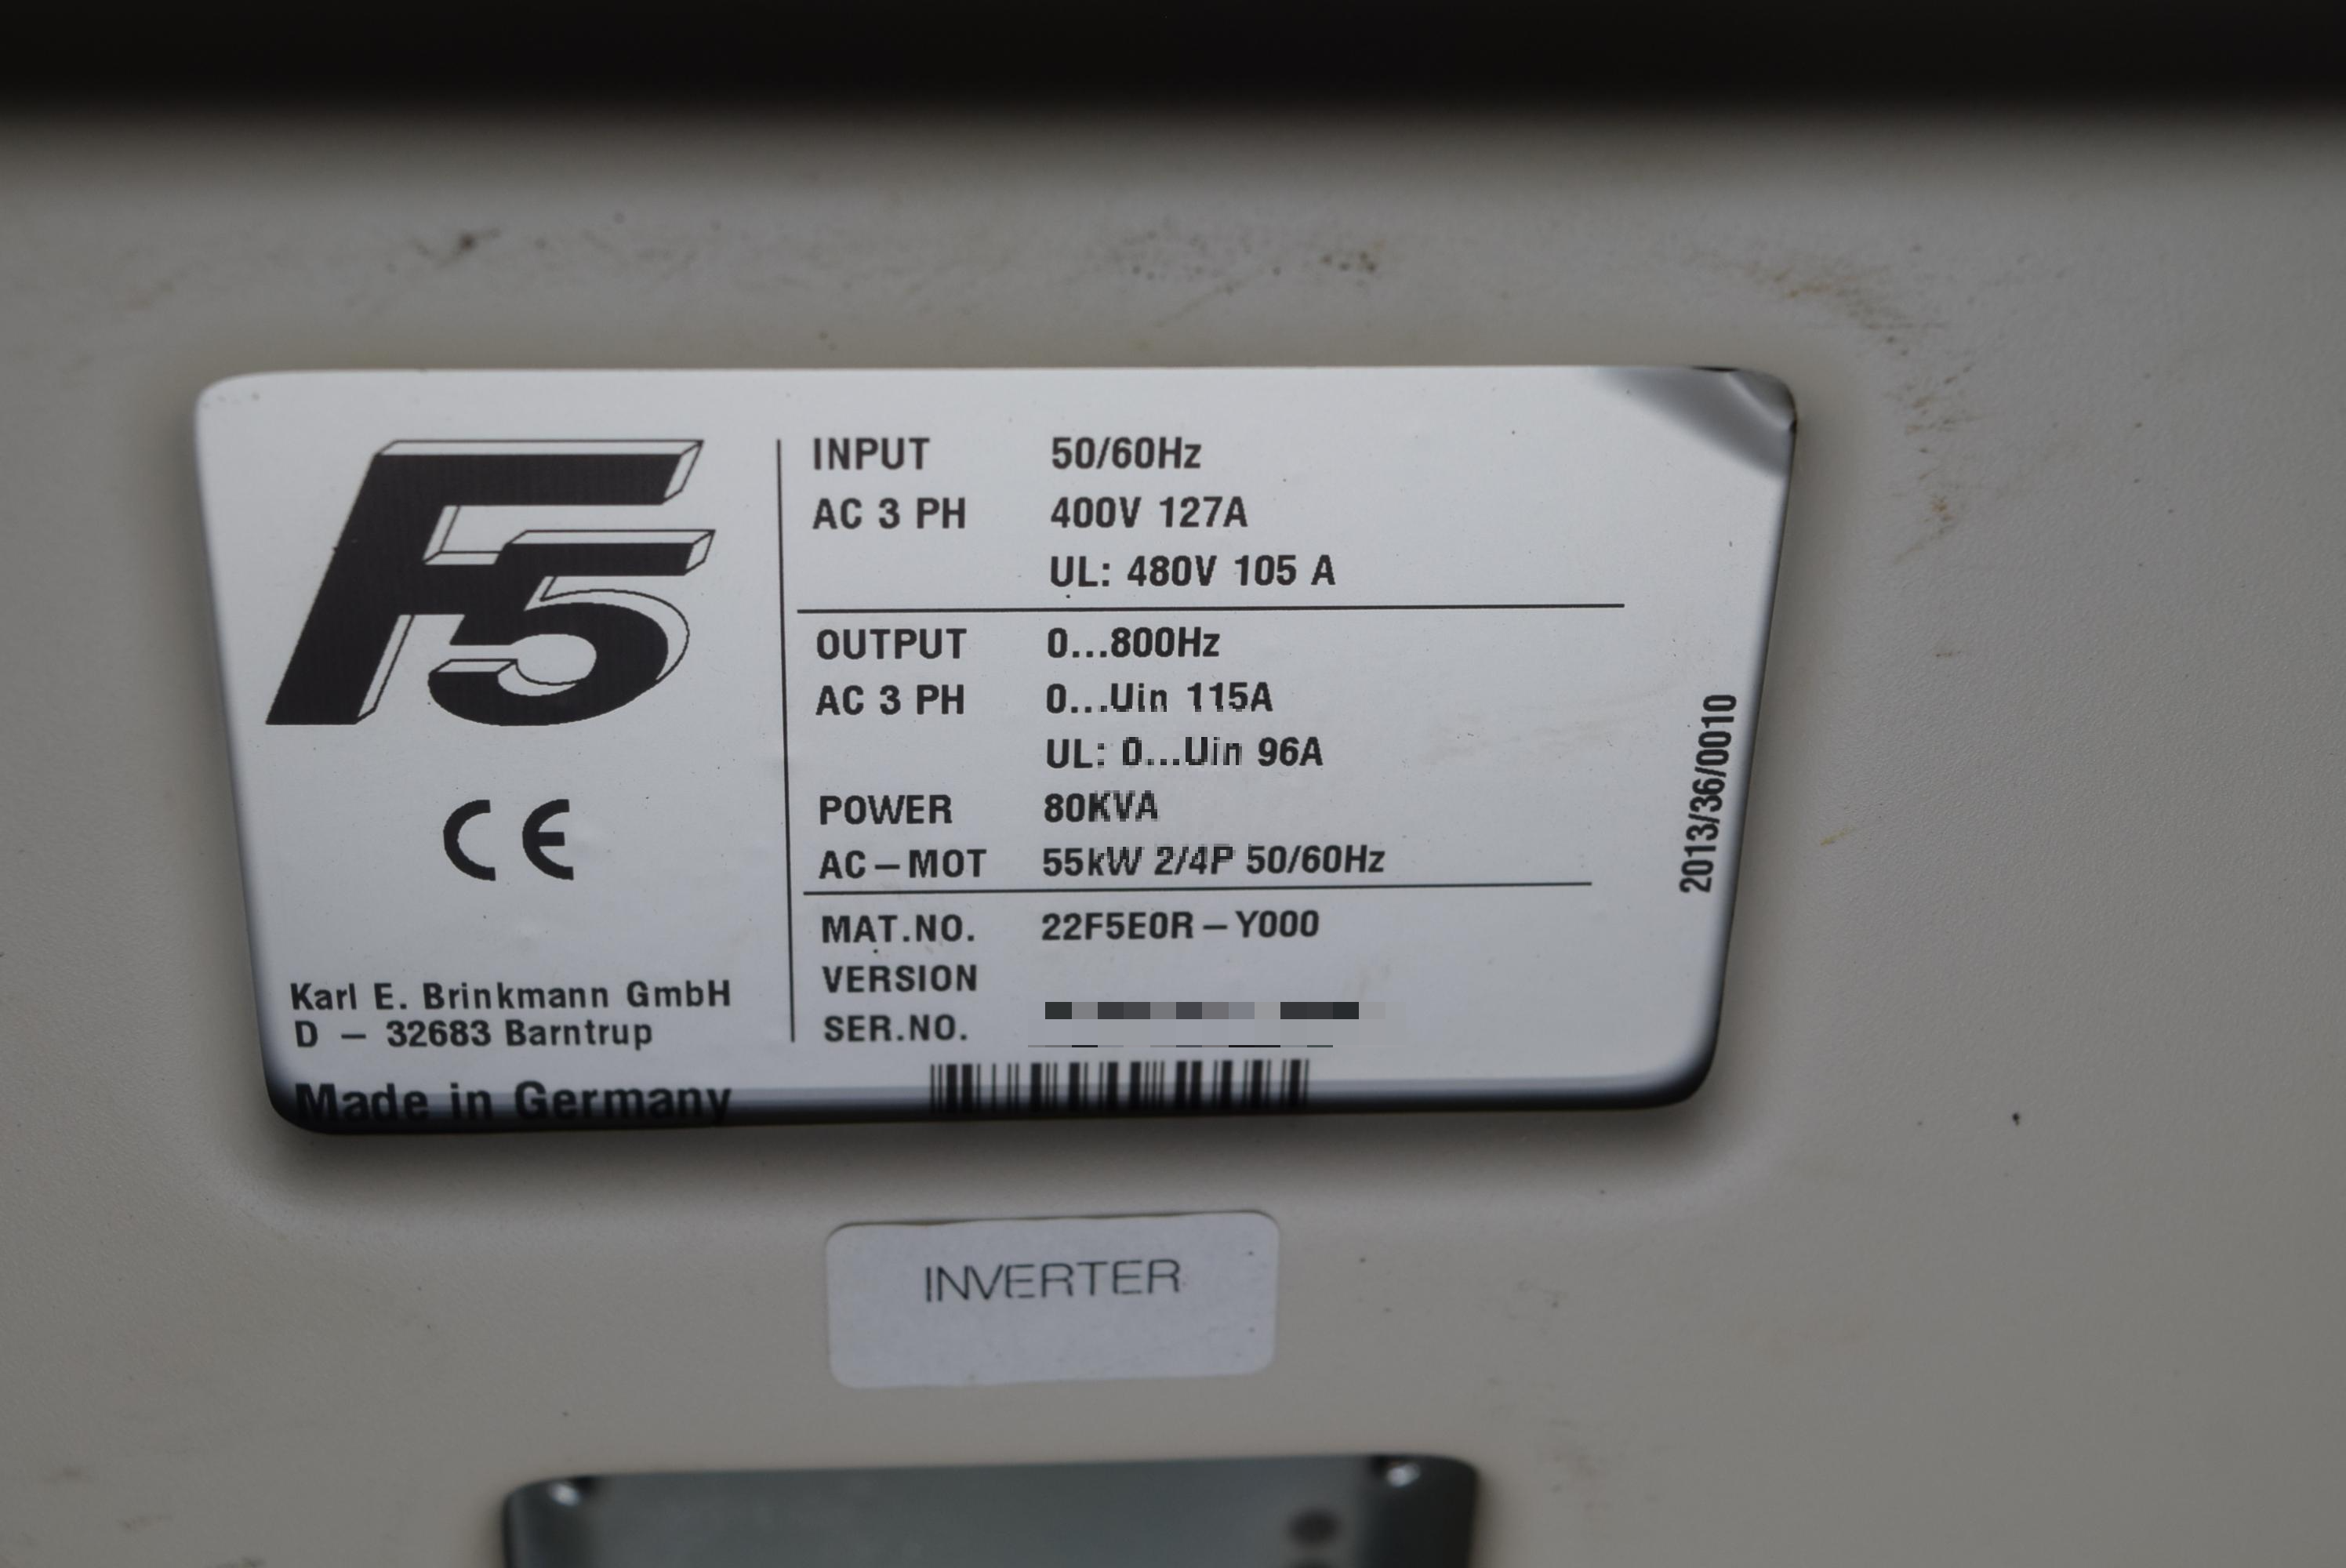 F5
INPUT 50/60Hz
AC 3 PH 400V 127A
UL: 480V 105 A
OUTPUT 0...800Hz
AC 3 PH 0...Uin 115A
UL: 0...Uin 96A
POWER 80KVA
AC-MOT 55kW 2/4P 50/60Hz
MAT.NO. 22F5E0R-Y000
VERSION
SER.NO.
2013/36/0010
CE
Karl E. Brinkmann GmbH
D - 32683 Barntrup
Made in Germany
INVERTER